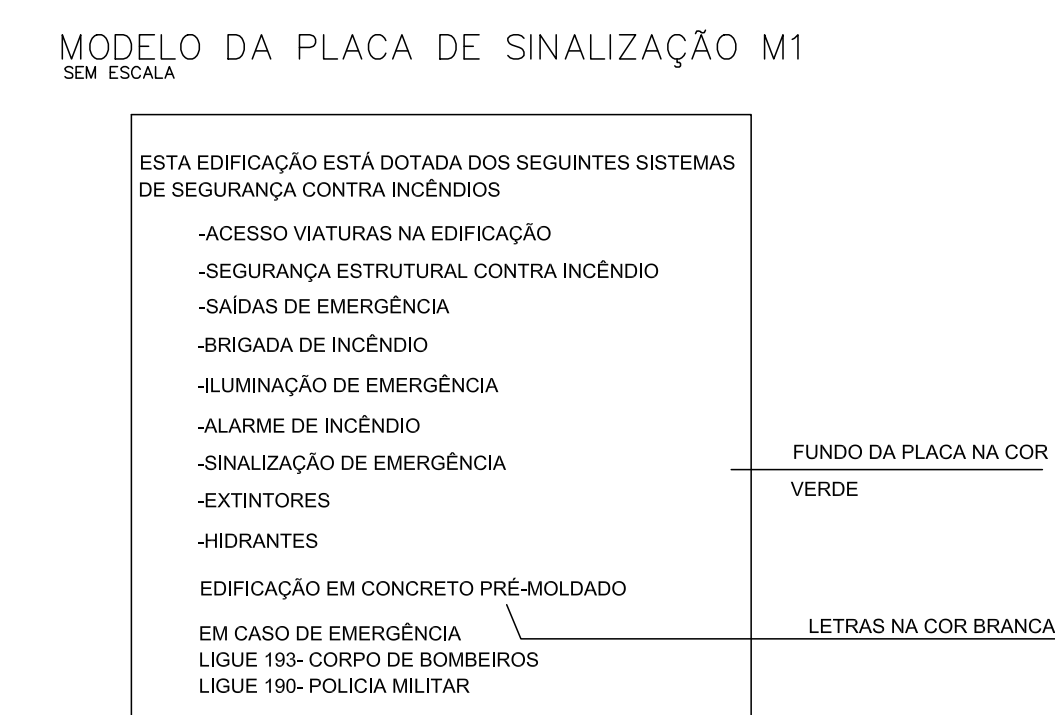 MODELO DA PLACA DE SINALIZAÇÃO M1
SEM ESCALA
ESTA EDIFICAÇÃO ESTÁ DOTADA DOS SEGUINTES SISTEMAS
DE SEGURANÇA CONTRA INCÊNDIOS
-ACESSO VIATURAS NA EDIFICAÇÃO
-SEGURANÇA ESTRUTURAL CONTRA INCÊNDIO
-SAÍDAS DE EMERGÊNCIA
-BRIGADA DE INCÊNDIO
-ILUMINAÇÃO DE EMERGÊNCIA
-ALARME DE INCÊNDIO
-SINALIZAÇÃO DE EMERGÊNCIA
-EXTINTORES
-HIDRANTES
EDIFICAÇÃO EM CONCRETO PRÉ-MOLDADO
EM CASO DE EMERGÊNCIA
LIGUE 193- CORPO DE BOMBEIROS
LIGUE 190- POLICIA MILITAR
FUNDO DA PLACA NA COR
VERDE
LETRAS NA COR BRANCA